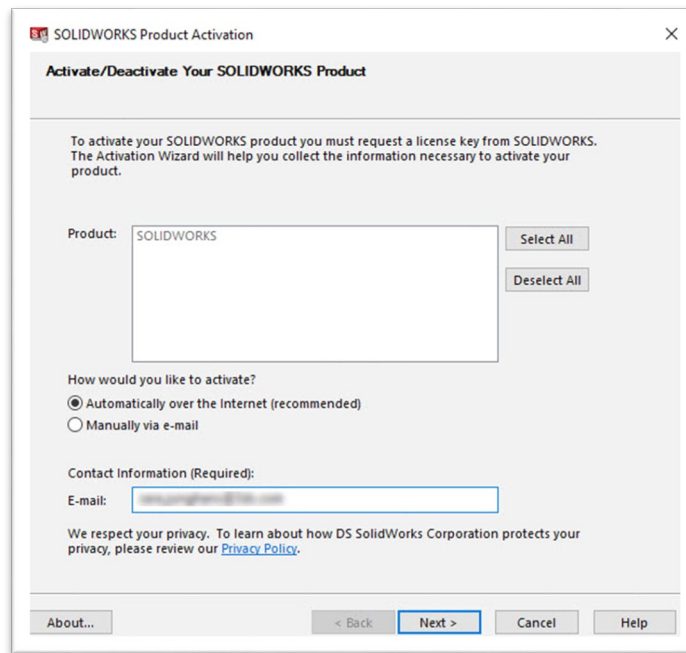 SOLIDWORKS Product Activation
Activate/Deactivate Your SOLIDWORKS Product
To activate your SOLIDWORKS product you must request a license key from SOLIDWORKS.
The Activation Wizard will help you collect the information necessary to activate your
product.
Product:
SOLIDWORKS
Select All
Deselect All
How would you like to activate?
Automatically over the Internet (recommended)
Manually via e-mail
Contact Information (Required):
E-mail:
We respect your privacy. To learn about how DS SolidWorks Corporation protects your
privacy, please review our Privacy Policy.
About...
< Back
Next >
Cancel
Help